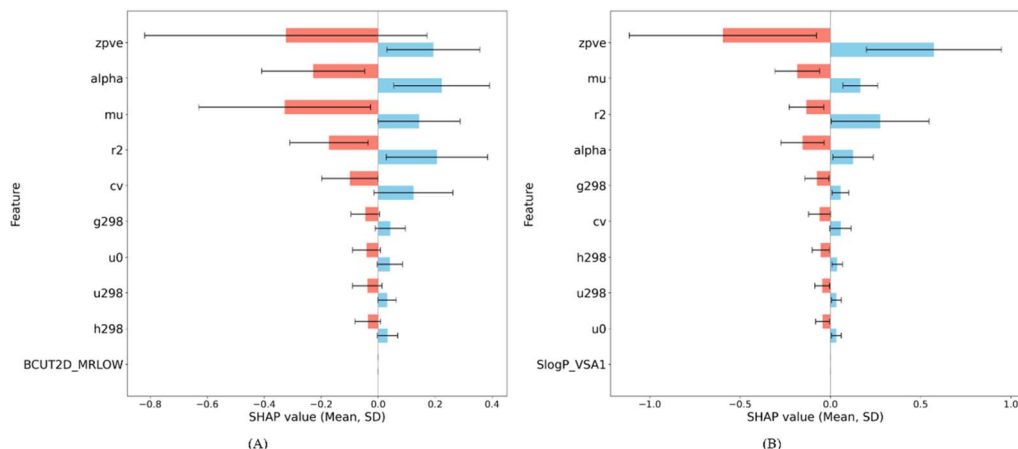 zpve
alpha
mu
r2
cv
g298
u0
u298
h298
BCUT2D_MRLOW
Feature
−0.8 −0.6 −0.4 −0.2 0.0 0.2 0.4
SHAP value (Mean, SD)
(A)
zpve
mu
r2
alpha
g298
cv
h298
u298
u0
SlogP_VSA1
Feature
−1.0 −0.5 0.0 0.5 1.0
SHAP value (Mean, SD)
(B)